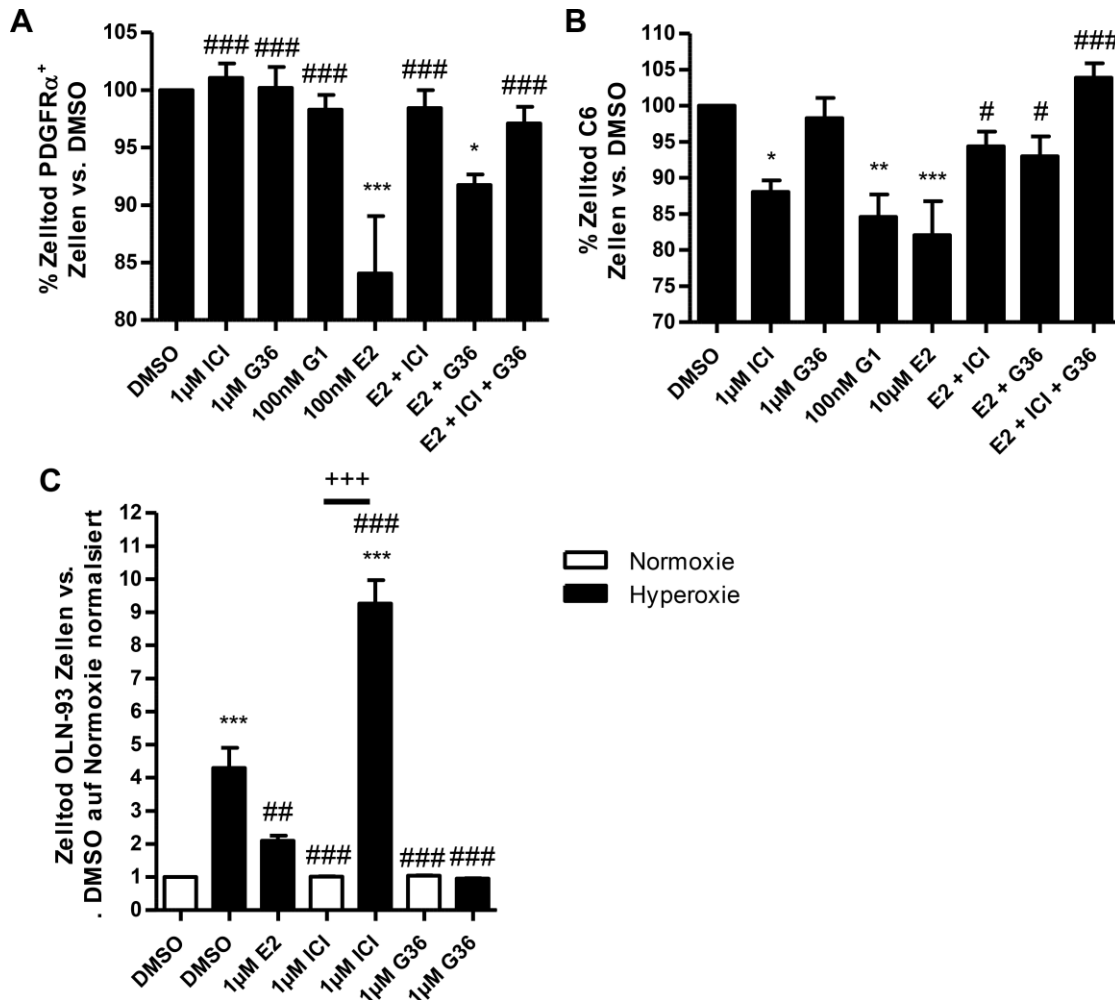 A
% Zelltod PDGFRα⁺
Zellen vs. DMSO
105
100
95
90
85
80
###
###
###
***
###
*
###
DMSO
1µM ICI
1µM G36
100nM G1
100nM E2
E2 + ICI
E2 + G36
E2 + ICI + G36
B
% Zelltod C6
Zellen vs. DMSO
115
110
105
100
95
90
85
80
75
70
*
**
***
#
#
###
DMSO
1µM ICI
1µM G36
100nM G1
10µM E2
E2 + ICI
E2 + G36
E2 + ICI + G36
C
Zelltod OLN-93 Zellen vs.
. DMSO auf Normoxie normalsiert
12
11
10
9
8
7
6
5
4
3
2
1
0
***
##
###
+++
###
***
###
###
DMSO
DMSO
1µM E2
1µM ICI
1µM ICI
1µM G36
1µM G36
Normoxie
Hyperoxie